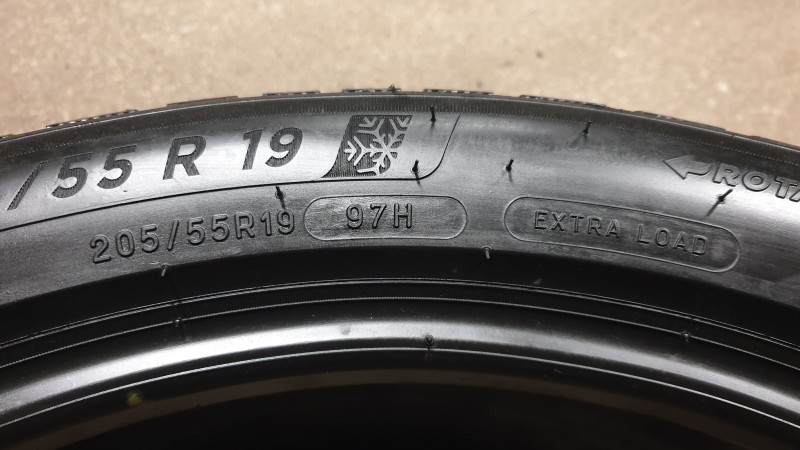 /55 R 19
ROTA
205/55R19 97H EXTRA LOAD